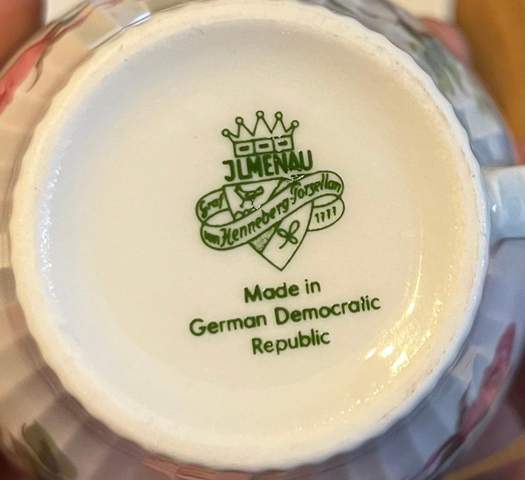 JLMENAU
Graf
von Henneberg-Porzellan
1777
Made in
German Democratic
Republic